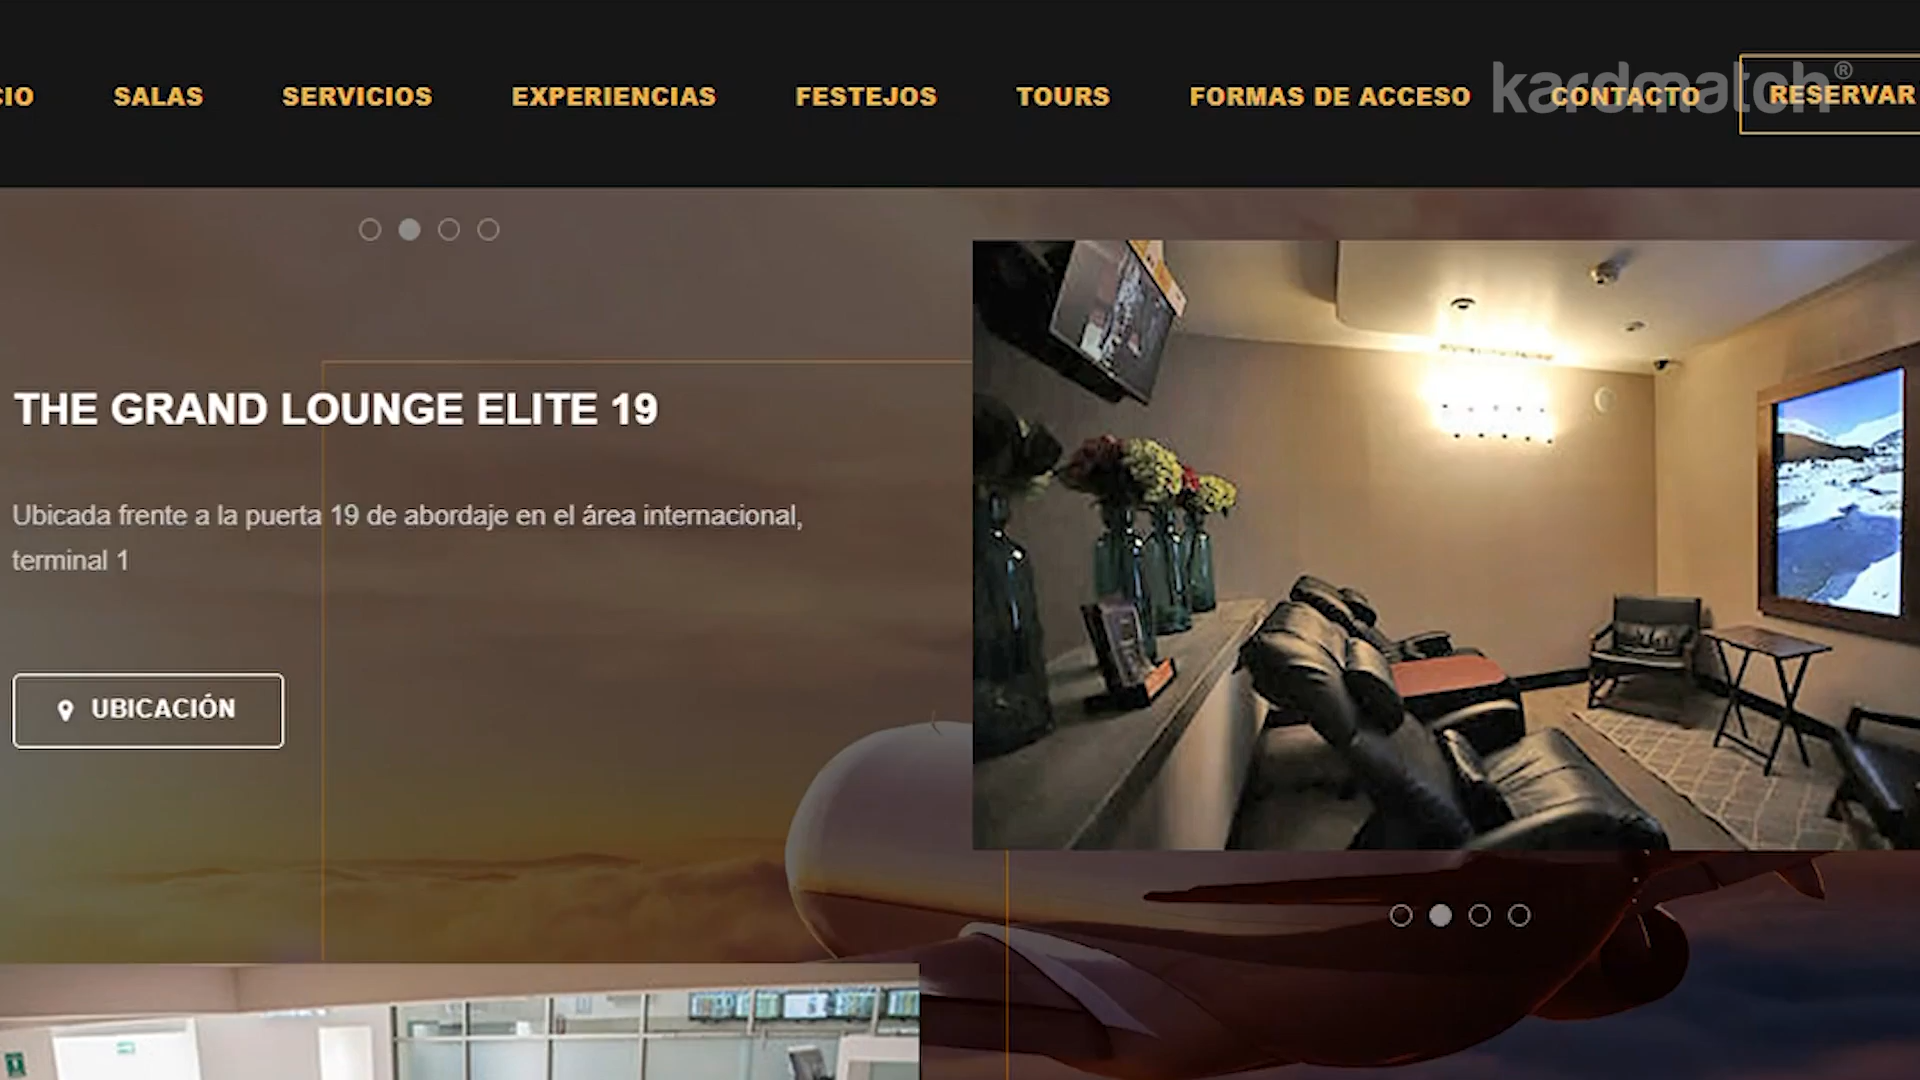 CIO SALAS SERVICIOS EXPERIENCIAS FESTEJOS TOURS FORMAS DE ACCESO CONTACTO RESERVAR
kardmatch®
THE GRAND LOUNGE ELITE 19
Ubicada frente a la puerta 19 de abordaje en el área internacional,
terminal 1
UBICACIÓN